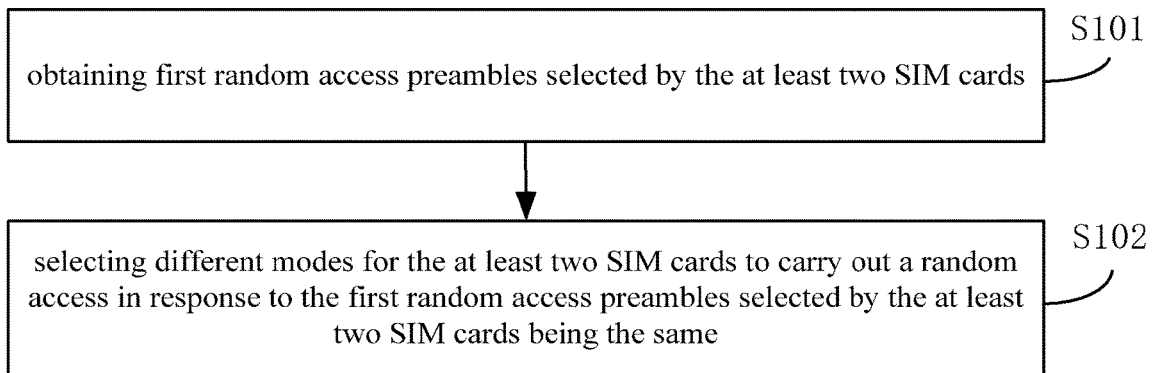 S101
obtaining first random access preambles selected by the at least two SIM cards
S102
selecting different modes for the at least two SIM cards to carry out a random
access in response to the first random access preambles selected by the at least
two SIM cards being the same